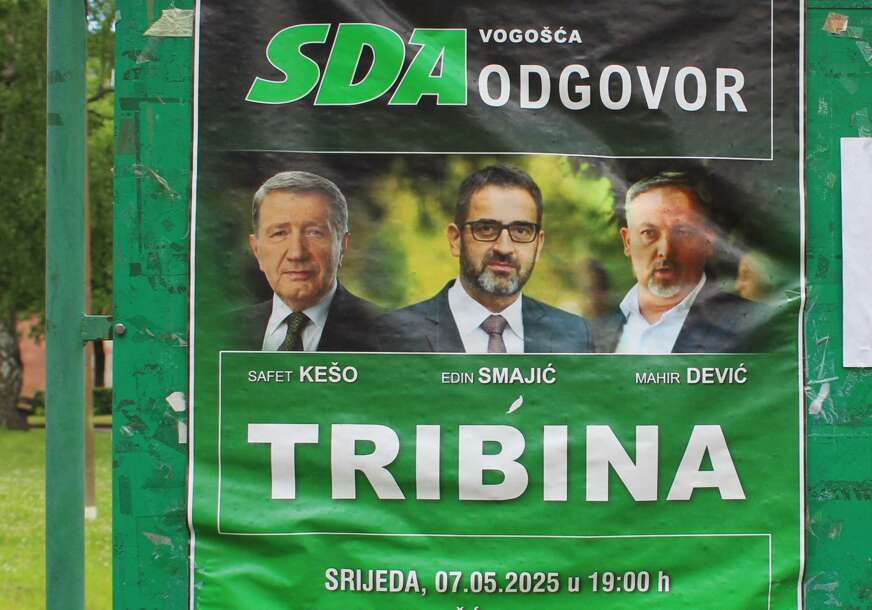 SDA VOGOŠĆA
ODGOVOR
SAFET KEŠO EDIN SMAJIĆ MAHIR DEVIĆ
TRIBINA
SRIJEDA, 07.05.2025 u 19:00 h